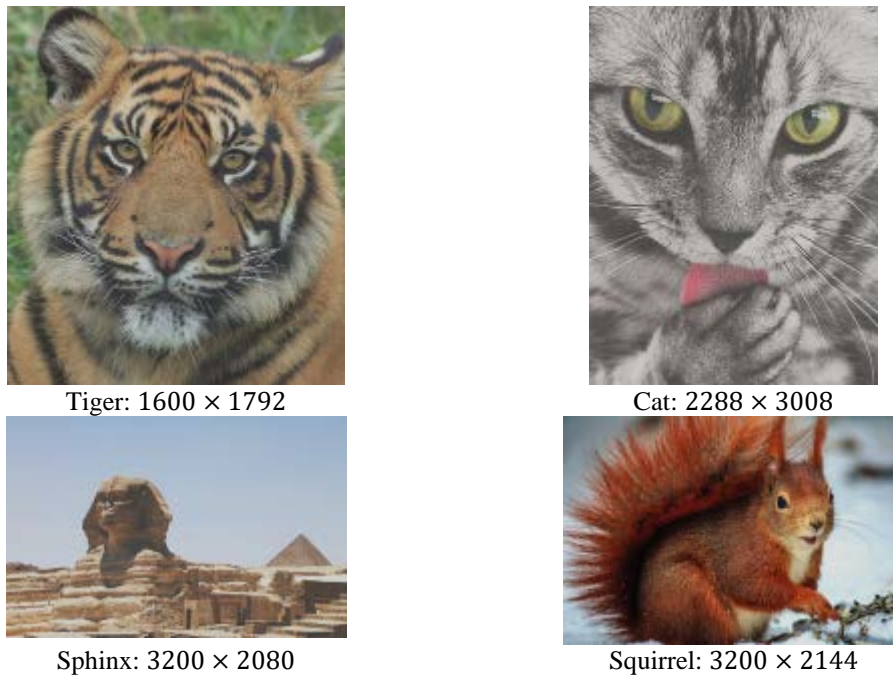 Tiger: 1600 × 1792
Cat: 2288 × 3008
Sphinx: 3200 × 2080
Squirrel: 3200 × 2144